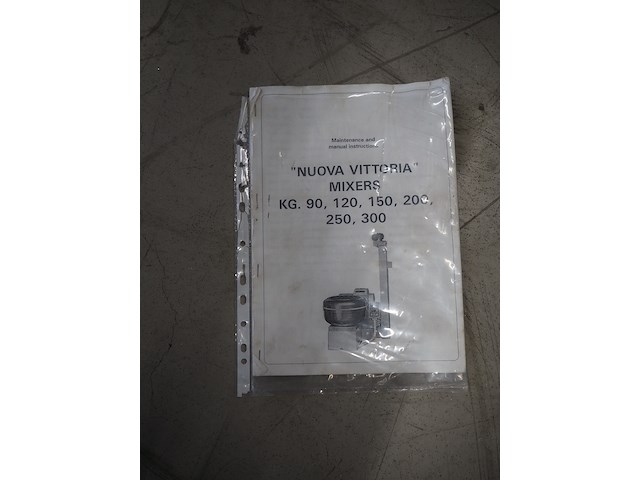 Maintenance and
manual instructions
"NUOVA VITTORIA"
MIXERS
KG. 90, 120, 150, 200,
250, 300